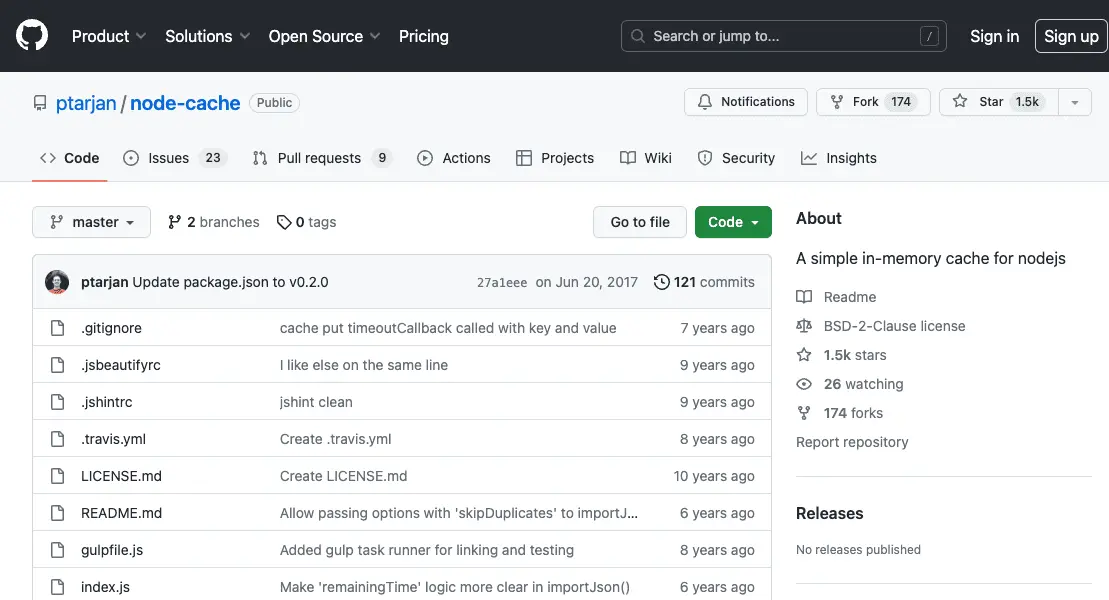 Product Solutions Open Source Pricing Search or jump to... / Sign in Sign up
ptarjan / node-cache Public Notifications Fork 174 Star 1.5k
Code Issues 23 Pull requests 9 Actions Projects Wiki Security Insights
master 2 branches 0 tags Go to file Code
ptarjan Update package.json to v0.2.0 27a1eee on Jun 20, 2017 121 commits
.gitignore cache put timeoutCallback called with key and value 7 years ago
.jsbeautifyrc I like else on the same line 9 years ago
.jshintrc jshint clean 9 years ago
.travis.yml Create .travis.yml 8 years ago
LICENSE.md Create LICENSE.md 10 years ago
README.md Allow passing options with 'skipDuplicates' to importJ... 6 years ago
gulpfile.js Added gulp task runner for linking and testing 8 years ago
index.js Make 'remainingTime' logic more clear in importJson() 6 years ago
About
A simple in-memory cache for nodejs
Readme
BSD-2-Clause license
1.5k stars
26 watching
174 forks
Report repository
Releases
No releases published